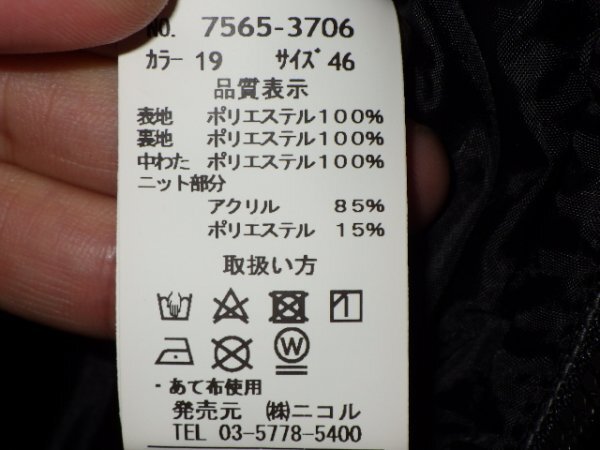 NO. 7565-3706
カラー 19 サイズ 46
品質表示
表地 ポリエステル100%
裏地 ポリエステル100%
中わた ポリエステル100%
ニット部分
アクリル 85%
ポリエステル 15%
取扱い方
W
・あて布使用
発売元 ㈱ニコル
TEL 03-5778-5400